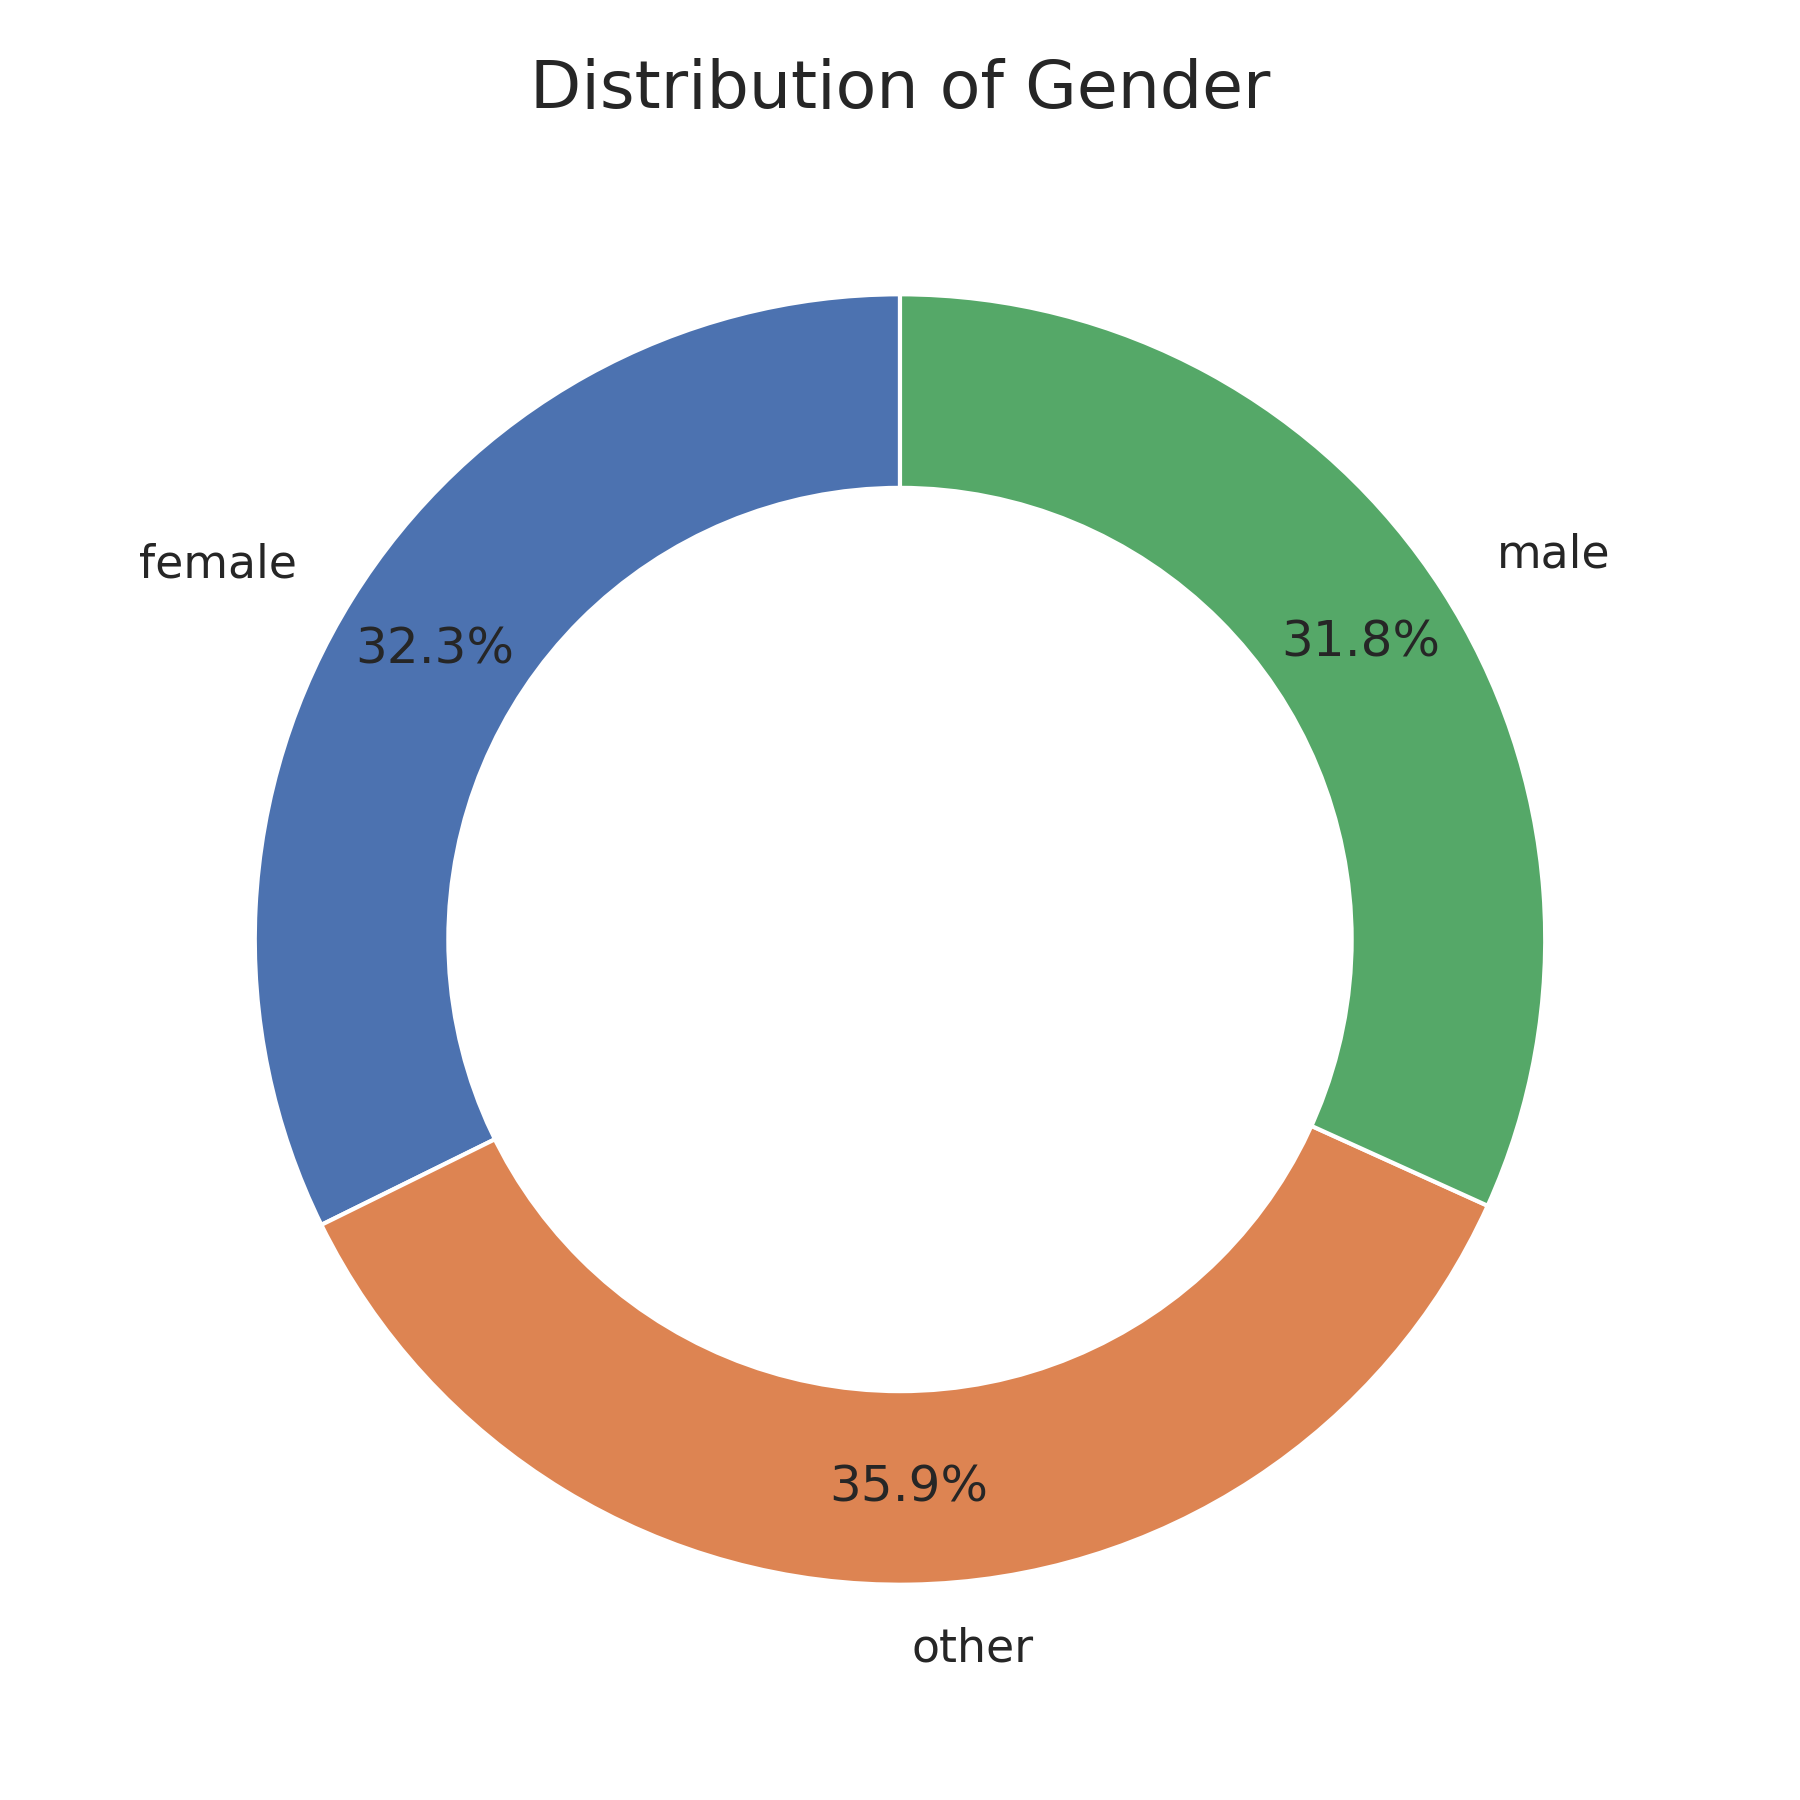 Distribution of Gender
male
female
31.8%
32.3%
35.9%
other